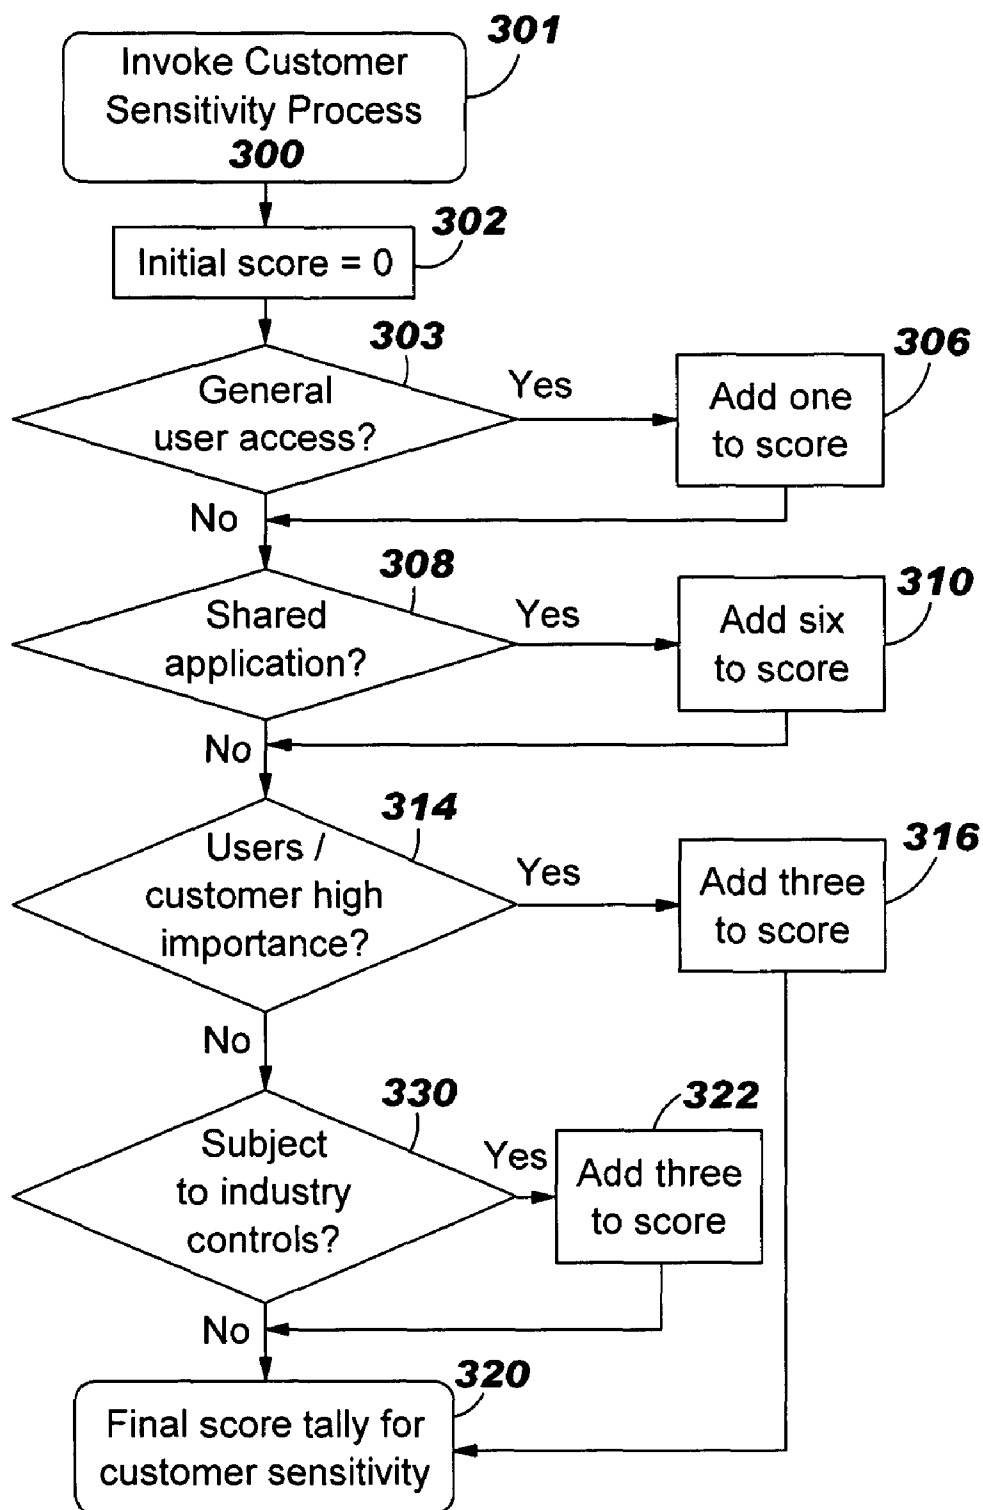 301
Invoke Customer
Sensitivity Process
300
302
Initial score = 0
303
General
user access?
Yes
306
Add one
to score
No
308
Shared
application?
Yes
310
Add six
to score
No
314
Users /
customer high
importance?
Yes
316
Add three
to score
No
330
Subject
to industry
controls?
Yes
322
Add three
to score
No
320
Final score tally for
customer sensitivity